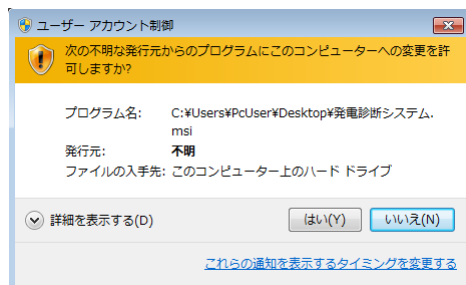 ユーザー アカウント制御
次の不明な発行元からのプログラムにこのコンピューターへの変更を許
可しますか?
プログラム名: C:¥Users¥PcUser¥Desktop¥発電診断システム.
msi
発行元: 不明
ファイルの入手先: このコンピューター上のハード ドライブ
詳細を表示する(D) はい(Y) いいえ(N)
これらの通知を表示するタイミングを変更する